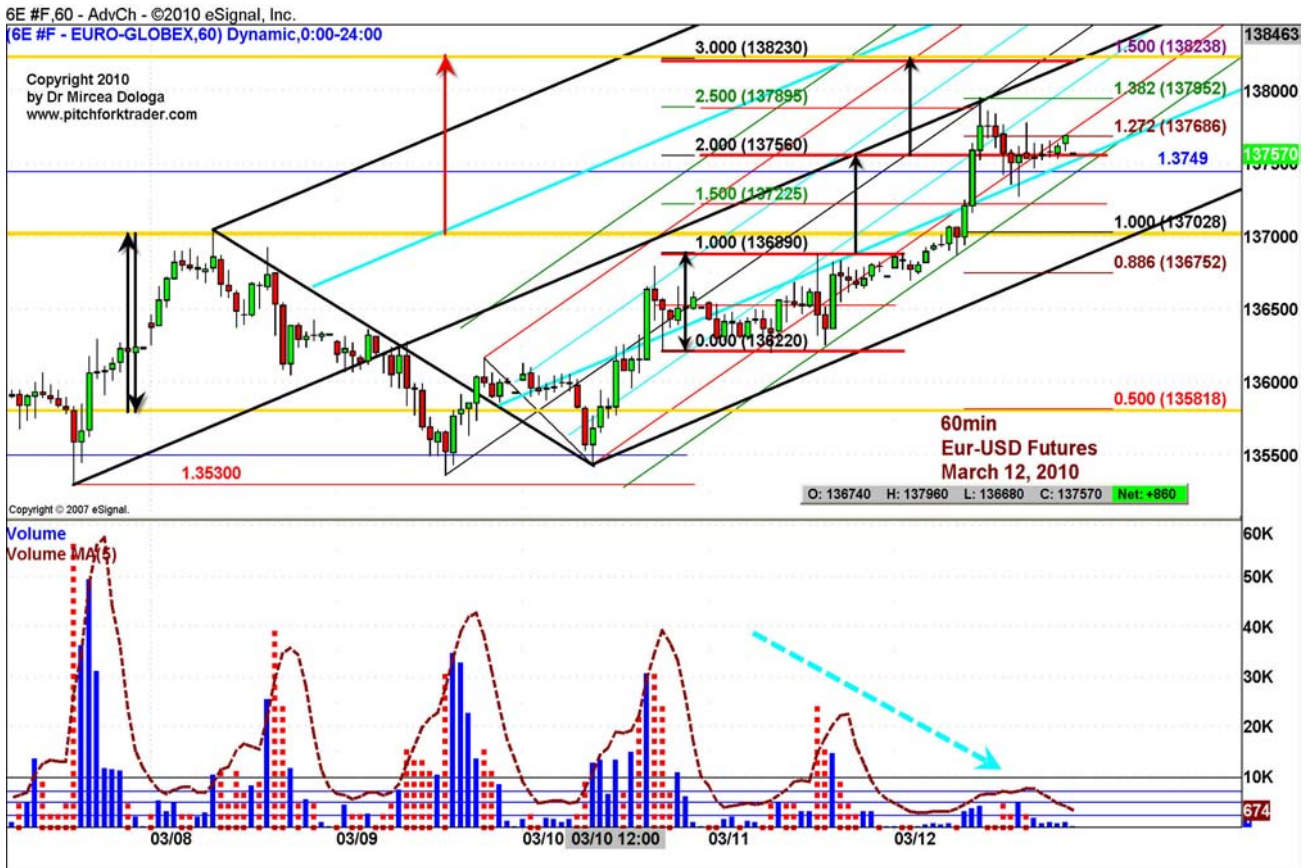 6E #F,60 - AdvCh - ©2010 eSignal, Inc.
(6E #F - EURO-GLOBEX,60) Dynamic,0:00-24:00
Copyright 2010
by Dr Mircea Dologa
www.pitchforktrader.com
3.000 (138230)
1.500 (138238)
138463
2.500 (137895)
1.382 (137952)
138000
1.272 (137686)
2.000 (137560)
137570
137500
1.3749
1.500 (137225)
1.000 (137028)
137000
1.000 (136890)
0.886 (136752)
136500
0.000 (136220)
136000
0.500 (135818)
60min
Eur-USD Futures
March 12, 2010
135500
1.35300
O: 136740 H: 137960 L: 136680 C: 137570 Net: +860
Copyright © 2007 eSignal.
Volume
Volume MA(5)
60K
50K
40K
30K
20K
10K
674
03/08 03/09 03/10 03/10 12:00 03/11 03/12